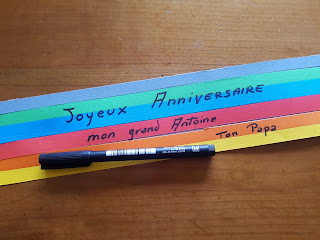 Joyeux Anniversaire
mon grand Antoine
Ton Papa